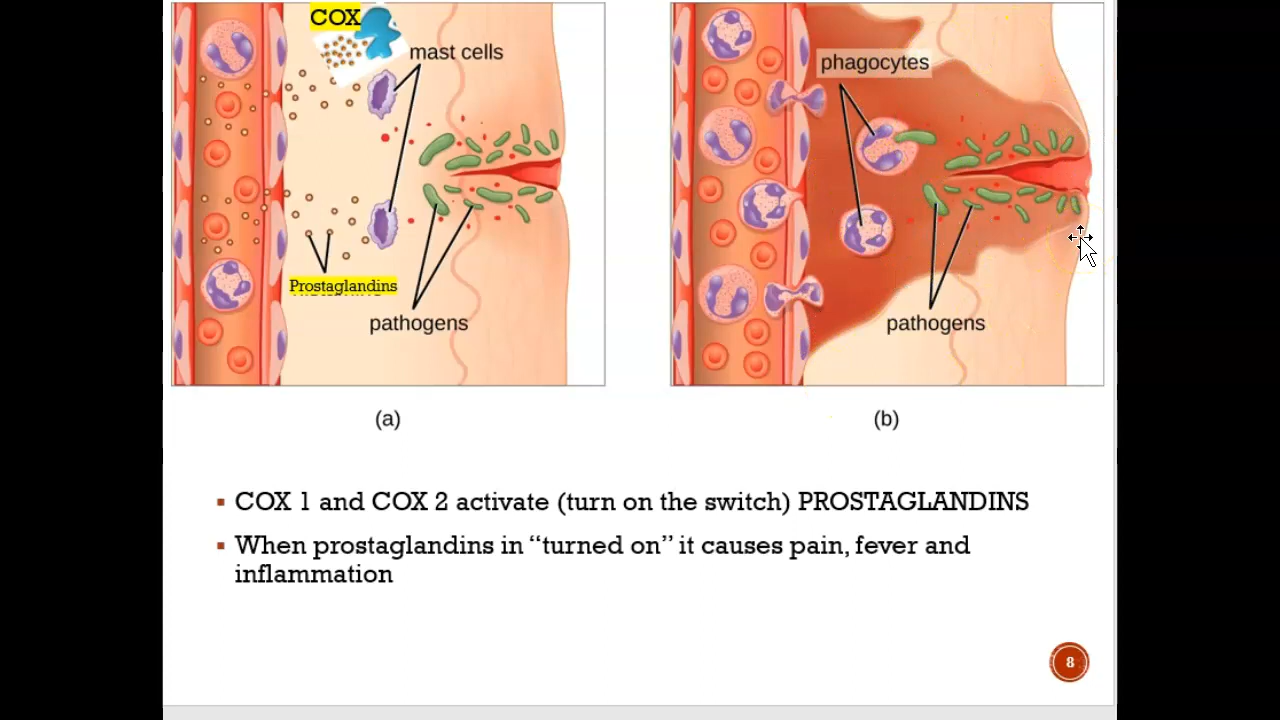 COX
mast cells
Prostaglandins
pathogens
(a)
phagocytes
pathogens
(b)
COX 1 and COX 2 activate (turn on the switch) PROSTAGLANDINS
When prostaglandins in “turned on” it causes pain, fever and
inflammation
8